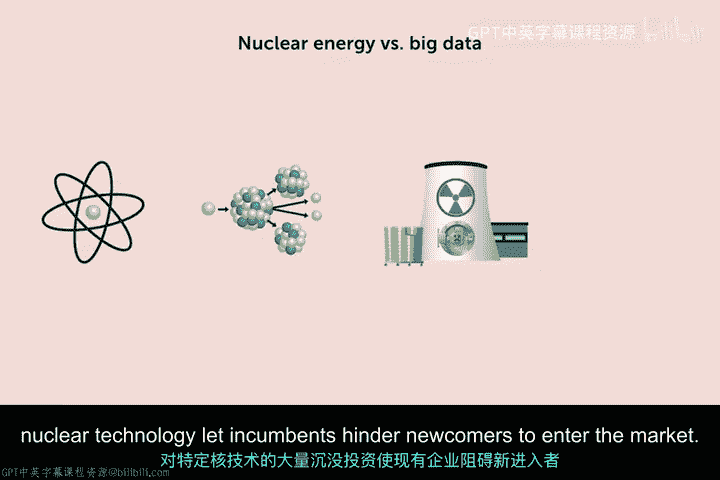 GPT中英字幕课程资源
Nuclear energy vs. big data
nuclear technology let incumbents hinder newcomers to enter the market.
对特定核技术的大量沉没投资使现有企业阻碍新进入者
GPT中英字幕课程资源@bilibili.com